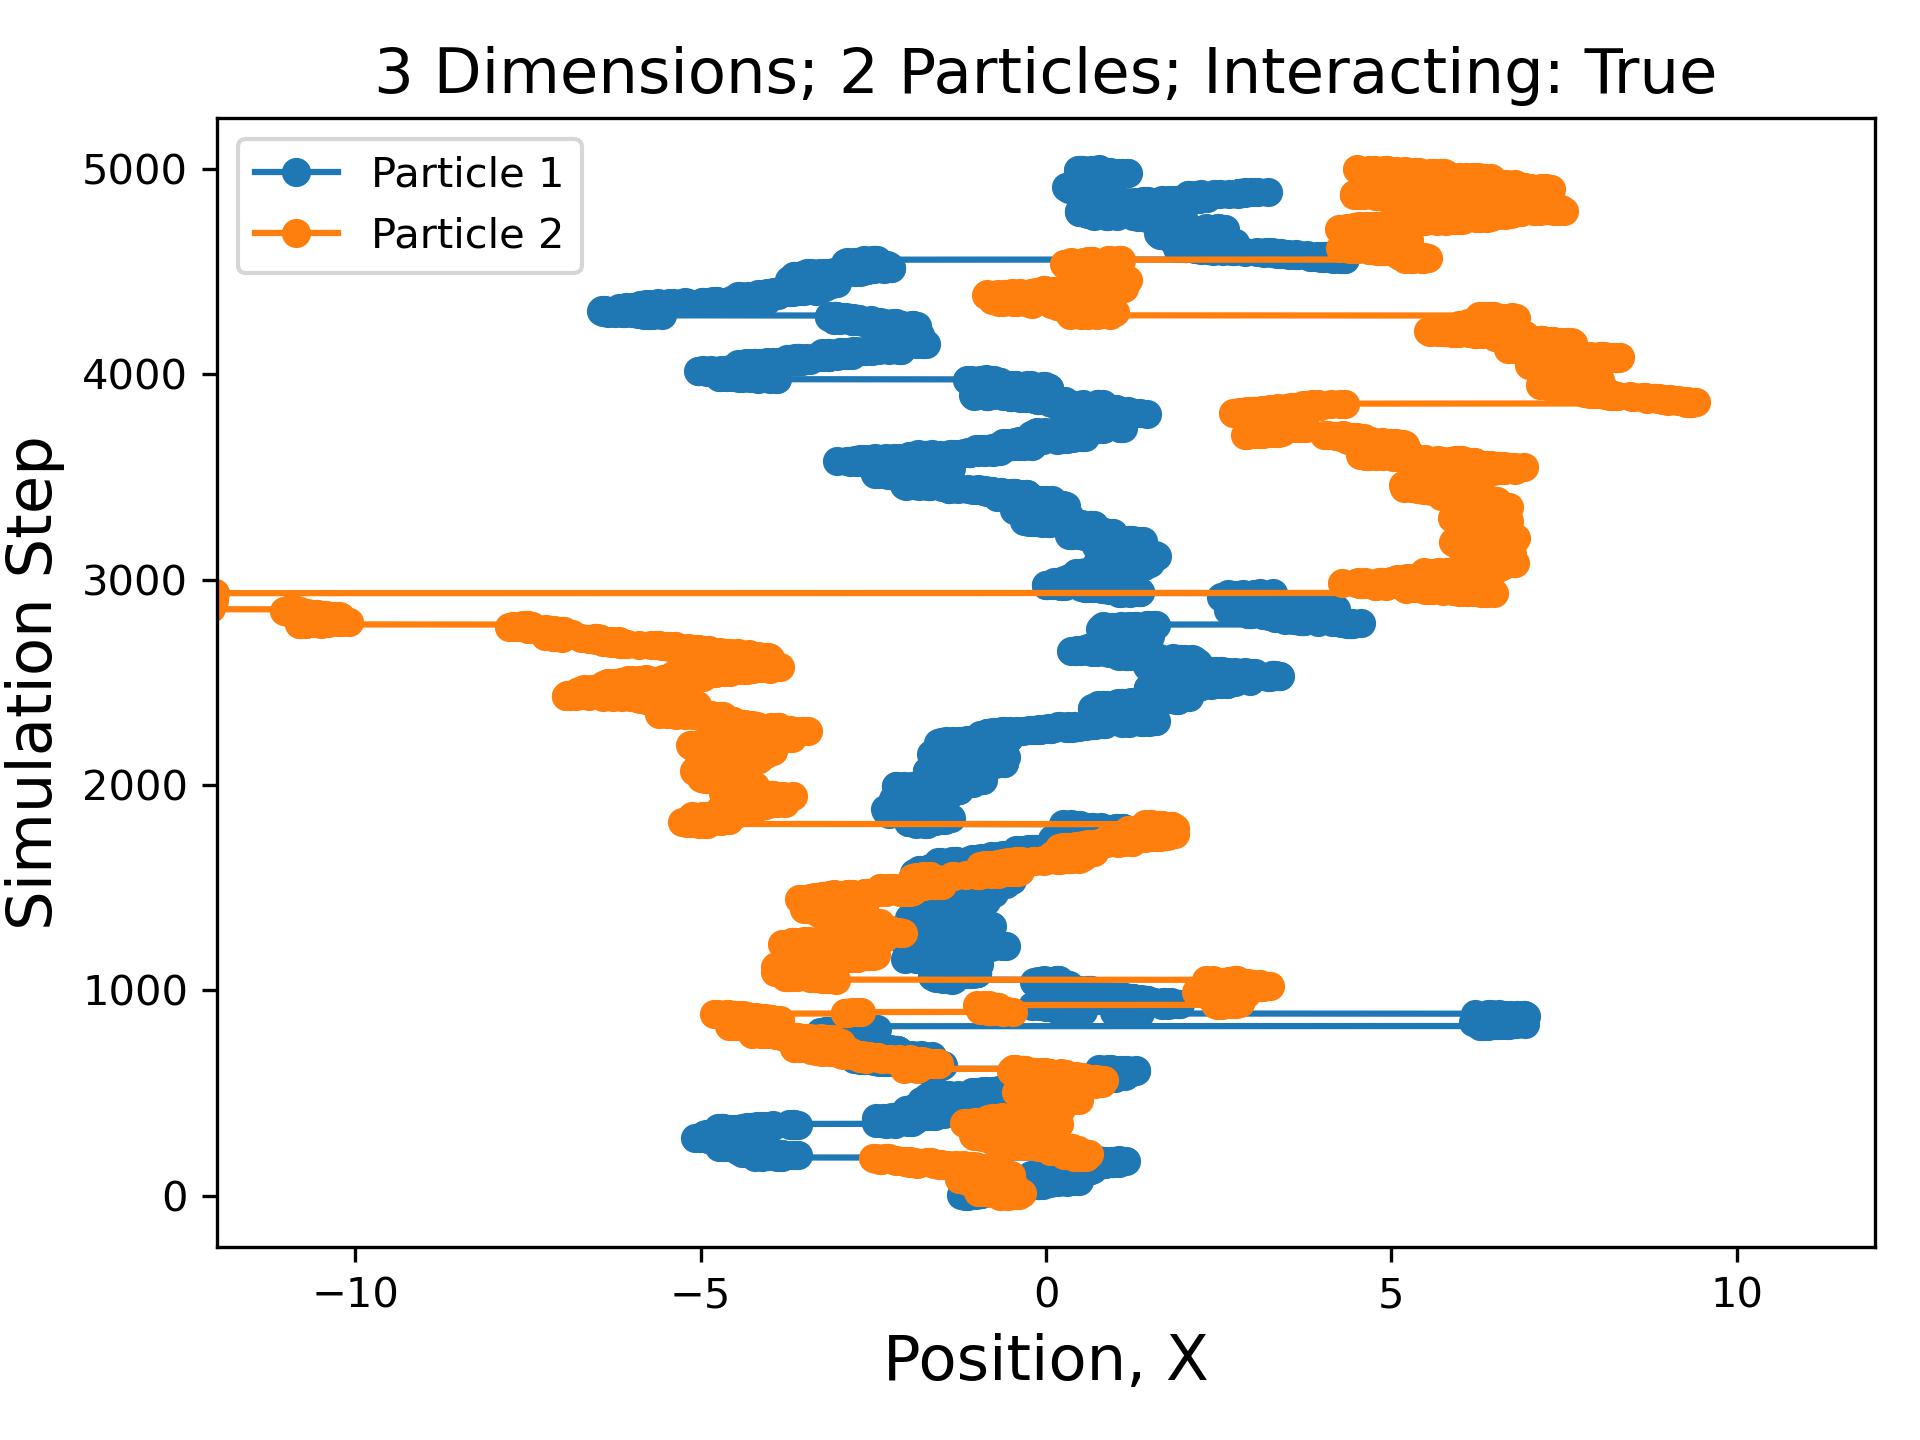 3 Dimensions; 2 Particles; Interacting: True
Particle 1
Particle 2
5000
4000
3000
2000
1000
0
Simulation Step
−10
−5
0
5
10
Position, X